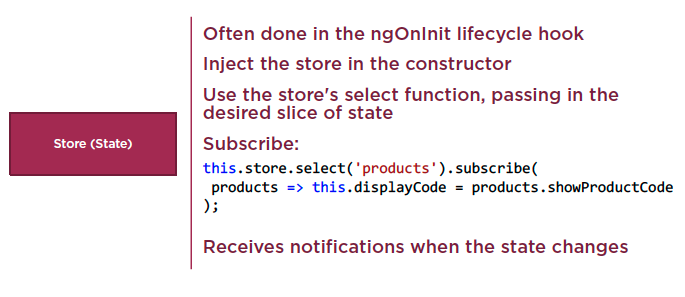 Store (State)
Often done in the ngOnInit lifecycle hook
Inject the store in the constructor
Use the store's select function, passing in the
desired slice of state
Subscribe:
this.store.select('products').subscribe(
products => this.displayCode = products.showProductCode
);
Receives notifications when the state changes